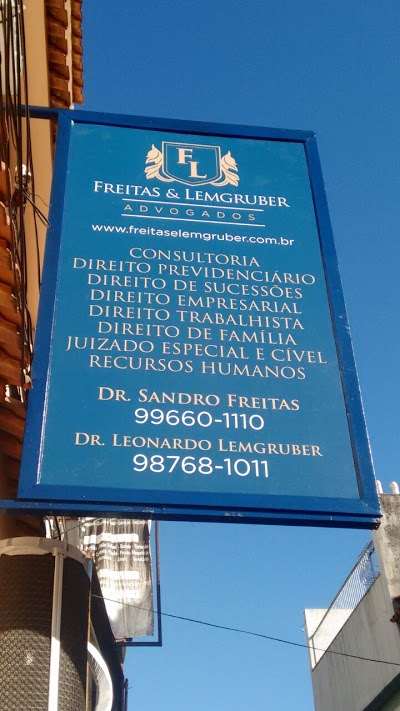 FL
FREITAS & LEMGRUBER
ADVOGADOS
www.freitaselemgruber.com.br
CONSULTORIA
DIREITO PREVIDENCIÁRIO
DIREITO DE SUCESSÕES
DIREITO EMPRESARIAL
DIREITO TRABALHISTA
DIREITO DE FAMÍLIA
JUIZADO ESPECIAL E CÍVEL
RECURSOS HUMANOS
DR. SANDRO FREITAS
99660-1110
DR. LEONARDO LEMGRUBER
98768-1011